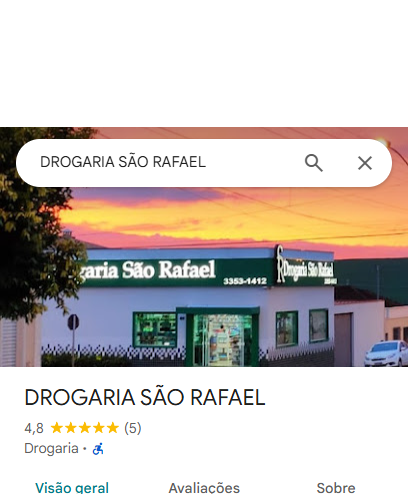 DROGARIA SÃO RAFAEL
garia São Rafael
Drogaria São Rafael
3353-1412
DROGARIA SÃO RAFAEL
4,8 (5)
Drogaria ·
Visão geral Avaliações Sobre